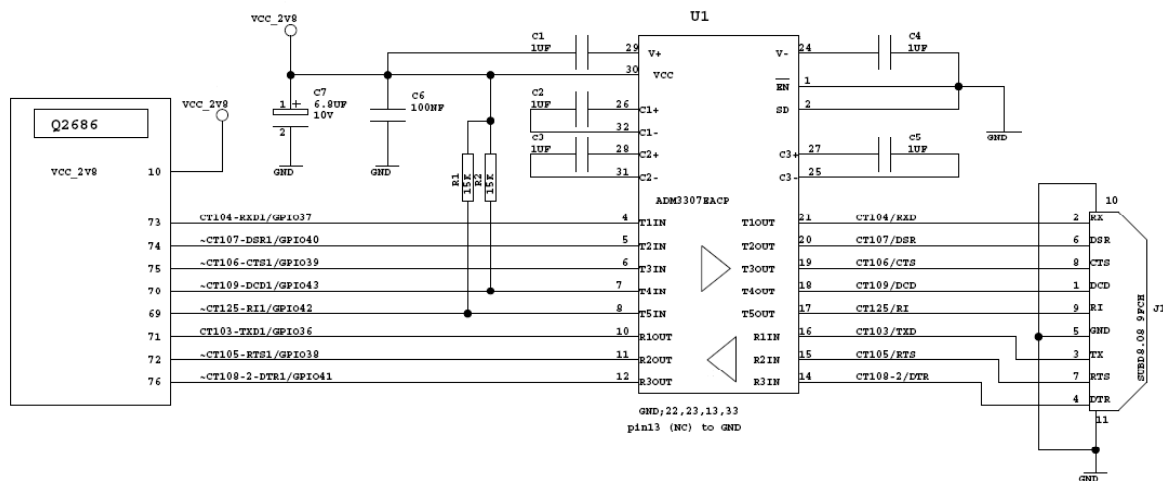 U1
VCC_2V8
C1
1UF
29
V+
V-
24
C4
1UF
30
VCC
1
EN
2
SD
GND
VCC_2V8
1
+
C7
6.8UF
10V
2
GND
C6
100NF
GND
C2
1UF
26
C1+
32
C1-
C3
1UF
28
C2+
31
C2-
C5
1UF
27
C3+
25
C3-
R1
15K
R2
15K
Q2686
VCC_2V8
10
ADM3307EACP
10
73
CT104-RXD1/GPIO37
4
T1IN
T1OUT
21
CT104/RXD
2
RX
74
~CT107-DSR1/GPIO40
5
T2IN
T2OUT
20
CT107/DSR
6
DSR
75
~CT106-CTS1/GPIO39
6
T3IN
T3OUT
19
CT106/CTS
8
CTS
70
~CT109-DCD1/GPIO43
7
T4IN
T4OUT
18
CT109/DCD
1
DCD
69
~CT125-RI1/GPIO42
8
T5IN
T5OUT
17
CT125/RI
9
RI
J1
71
CT103-TXD1/GPIO36
10
R1OUT
R1IN
16
CT103/TXD
5
GND
72
~CT105-RTS1/GPIO38
11
R2OUT
R2IN
15
CT105/RTS
3
TX
76
~CT108-2-DTR1/GPIO41
12
R3OUT
R3IN
14
CT108-2/DTR
7
RTS
4
DTR
SUBD8.08 9FCH
11
GND
GND;22,23,13,33
pin13 (NC) to GND